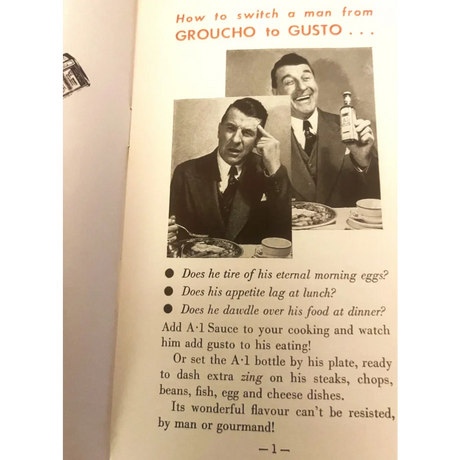 How to switch a man from
GROUCHO to GUSTO . . .
● Does he tire of his eternal morning eggs?
● Does his appetite lag at lunch?
● Does he dawdle over his food at dinner?
Add A·1 Sauce to your cooking and watch
him add gusto to his eating!
Or set the A·1 bottle by his plate, ready
to dash extra zing on his steaks, chops,
beans, fish, egg and cheese dishes.
Its wonderful flavour can't be resisted,
by man or gourmand!
—1—